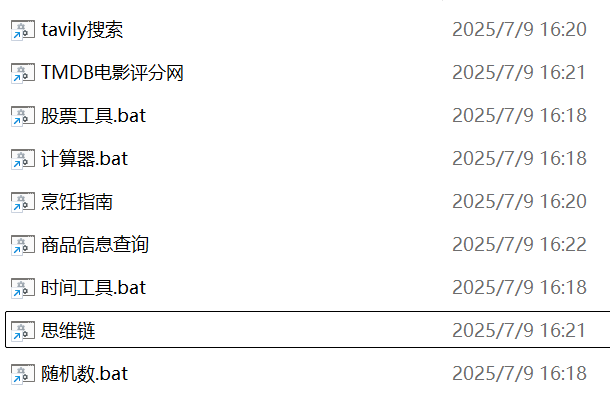 tavily搜索 2025/7/9 16:20
TMDB电影评分网 2025/7/9 16:21
股票工具.bat 2025/7/9 16:18
计算器.bat 2025/7/9 16:18
烹饪指南 2025/7/9 16:20
商品信息查询 2025/7/9 16:22
时间工具.bat 2025/7/9 16:18
思维链 2025/7/9 16:21
随机数.bat 2025/7/9 16:18